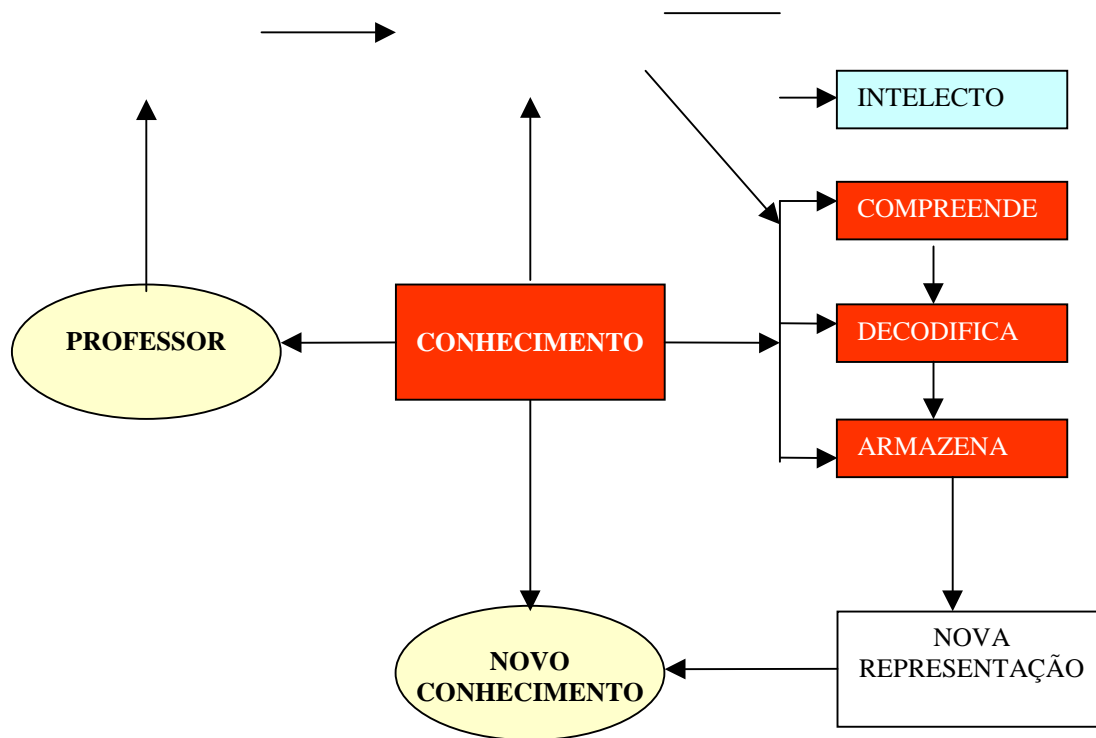 INTELECTO
COMPREENDE
PROFESSOR
CONHECIMENTO
DECODIFICA
ARMAZENA
NOVO
CONHECIMENTO
NOVA
REPRESENTAÇÃO